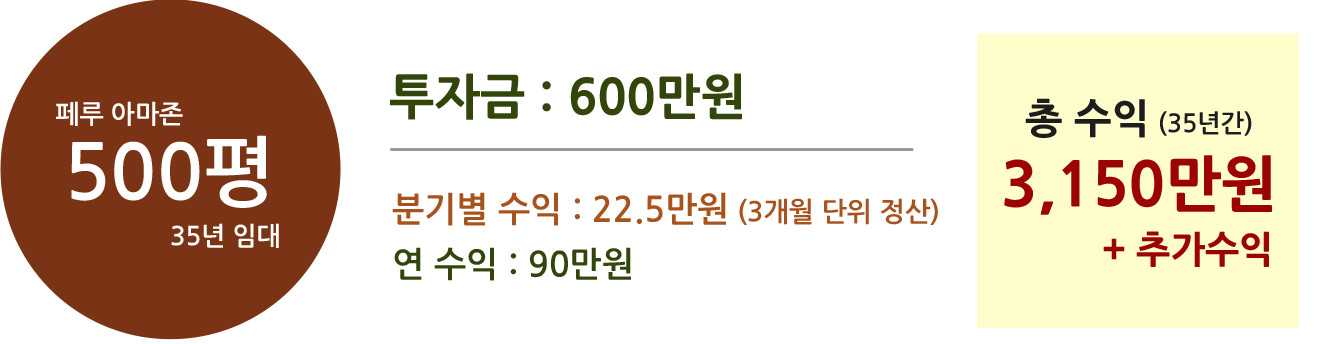 페루 아마존
500평
35년 임대
투자금 : 600만원
분기별 수익 : 22.5만원 (3개월 단위 정산)
연 수익 : 90만원
총 수익 (35년간)
3,150만원
+ 추가수익